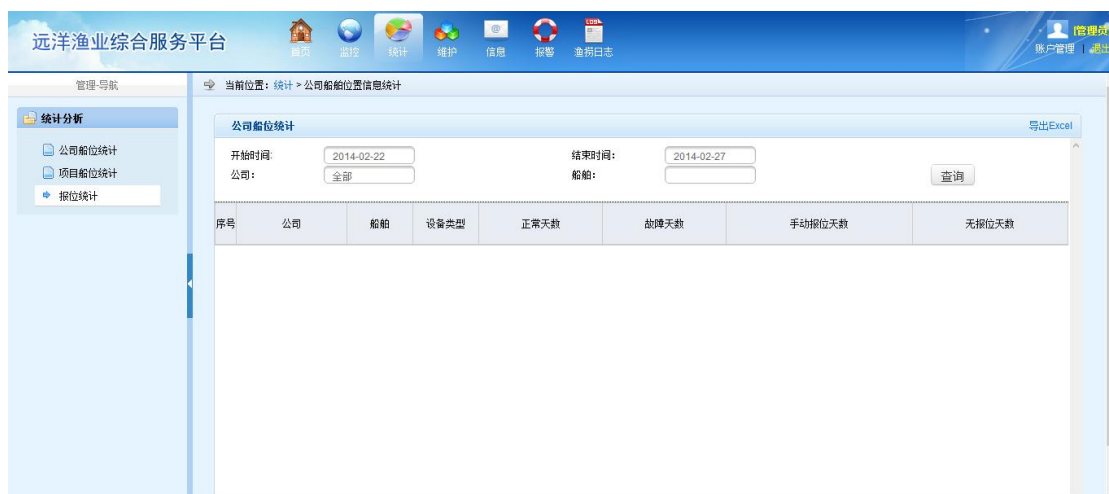 远洋渔业综合服务平台
首页 监控 统计 维护 信息 报警 渔捞日志
[管理员
账户管理 | 退出
管理-导航
当前位置：统计 > 公司船舶位置信息统计
统计分析
公司船位统计
项目船位统计
报位统计
公司船位统计 导出Excel
开始时间: 2014-02-22 结束时间： 2014-02-27
公司： 全部 船舶： 查询
序号 公司 船舶 设备类型 正常天数 故障天数 手动报位天数 无报位天数